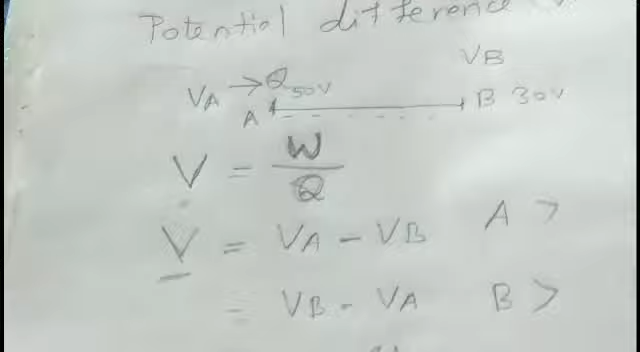 Potential difference
VB
VA → Q 50V
A B 30V
V = W / Q
V = VA - VB A >
= VB - VA B >